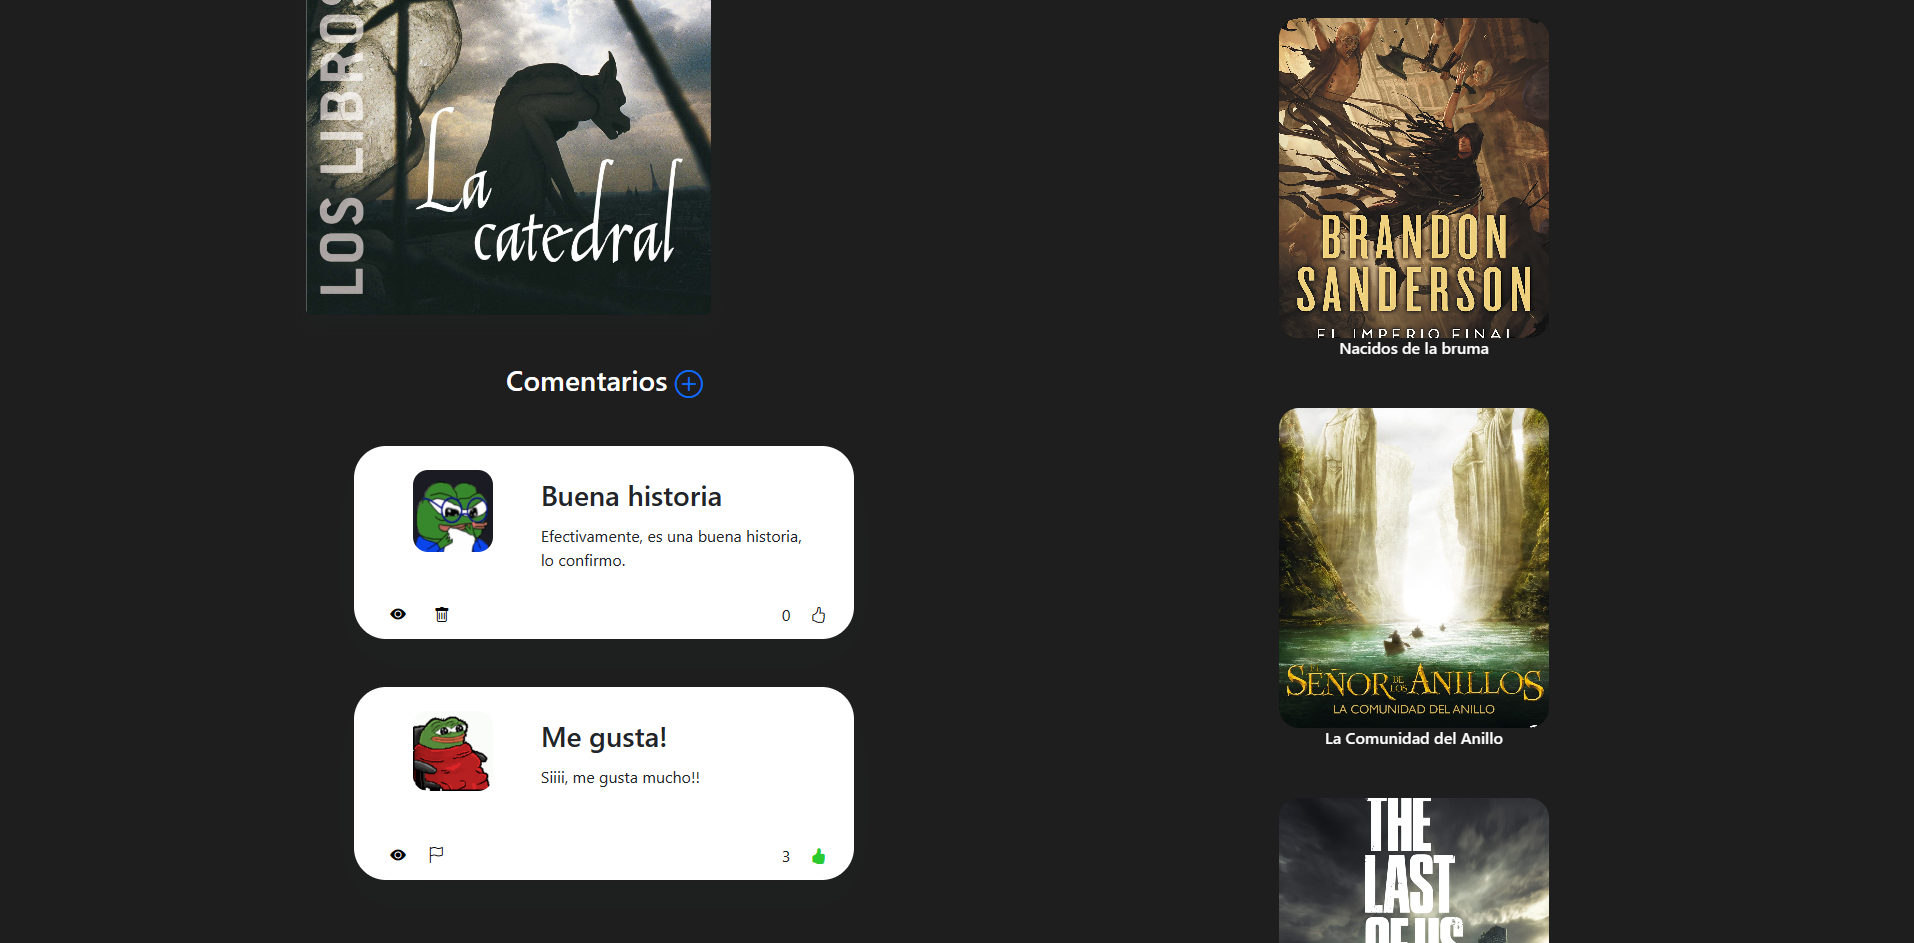 LOS LIBROS
La
catedral
Comentarios
Buena historia
Efectivamente, es una buena historia,
lo confirmo.
0
Me gusta!
Siiii, me gusta mucho!!
3
BRANDON
SANDERSON
EL IMPERIO FINAL
Nacidos de la bruma
EL
SEÑOR DE LOS ANILLOS
LA COMUNIDAD DEL ANILLO
La Comunidad del Anillo
THE
LAST
OF US